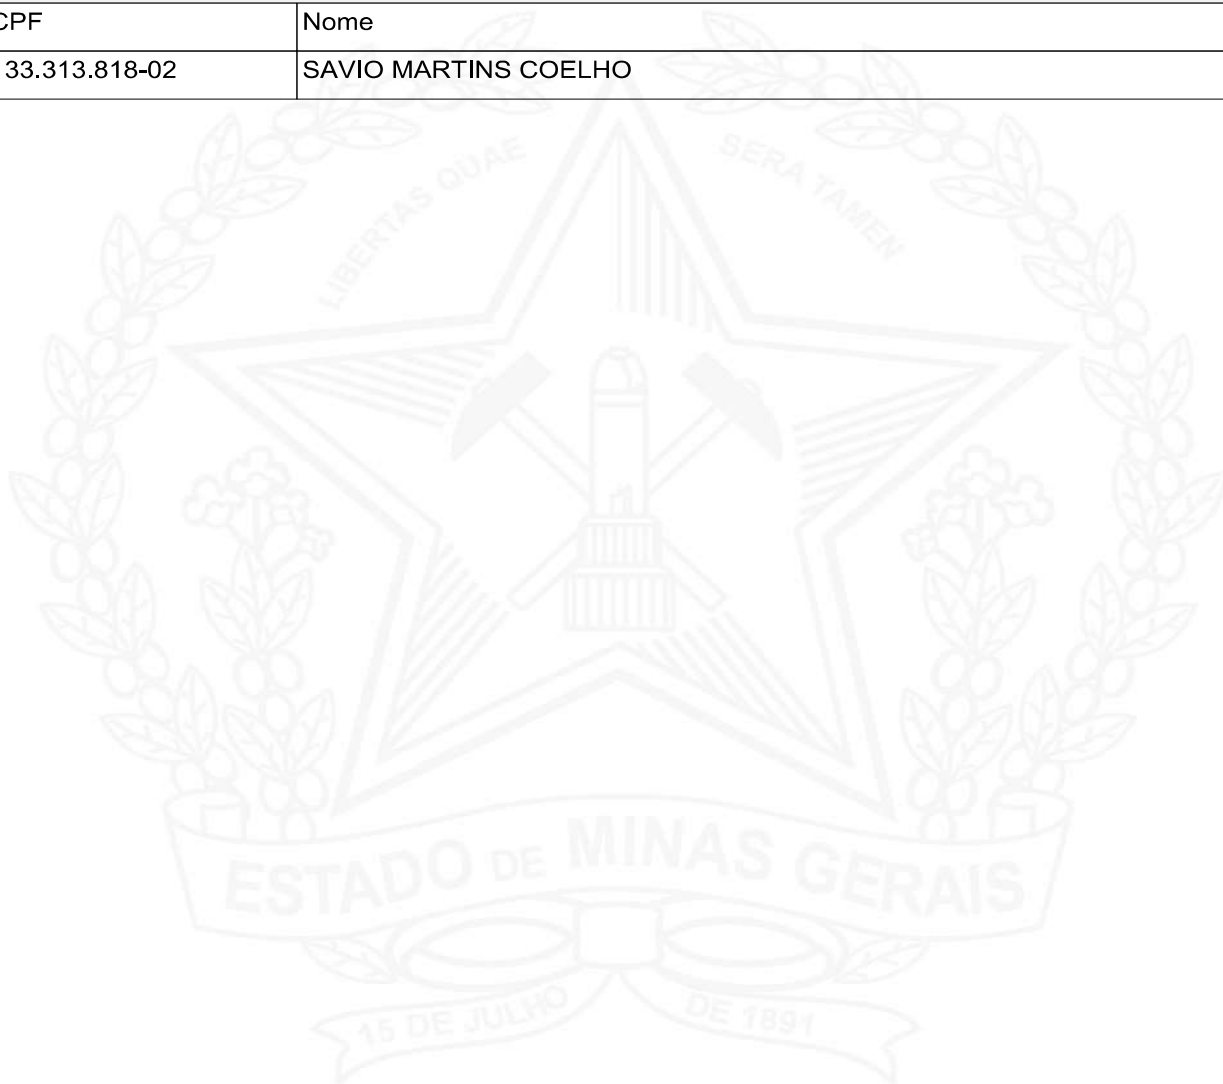 CPF Nome
33.313.818-02 SAVIO MARTINS COELHO
LIBERTAS QUAE SERA TAMEN
ESTADO DE MINAS GERAIS
15 DE JULHO DE 1891